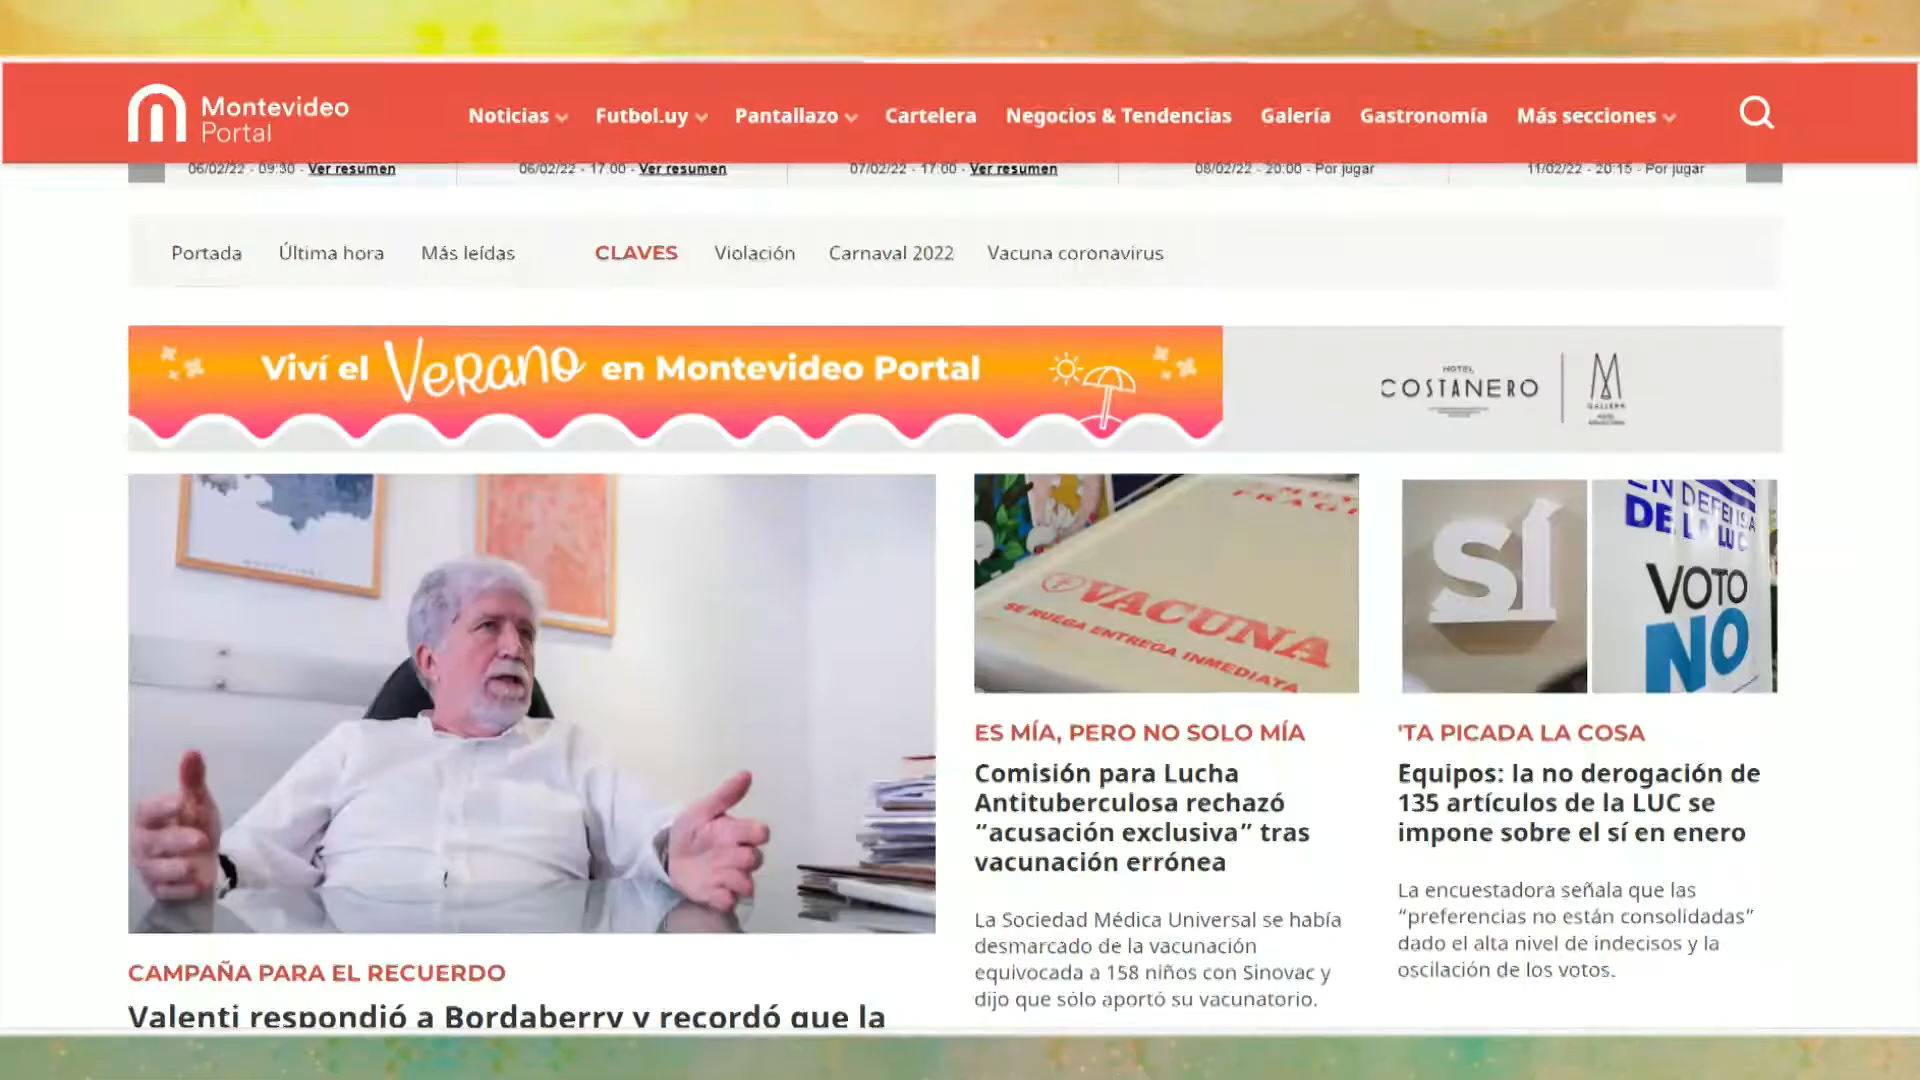 Montevideo
Portal
Noticias
Futbol.uy
Pantallazo
Cartelera
Negocios & Tendencias
Galería
Gastronomía
Más secciones
06/02/22 - 09:30 - Ver resumen
06/02/22 - 17:00 - Ver resumen
07/02/22 - 17:00 - Ver resumen
08/02/22 - 20:00 - Por jugar
11/02/22 - 20:15 - Por jugar
Portada
Última hora
Más leídas
CLAVES
Violación
Carnaval 2022
Vacuna coronavirus
Viví el Verano en Montevideo Portal
HOTEL
COSTANERO
M
GALLERY
VACUNA
SE RUEGA ENTREGA INMEDIATA
SÍ
EN DEFENSA
DE LA LUC
VOTO
NO
CAMPAÑA PARA EL RECUERDO
Valenti respondió a Bordaberry y recordó que la
ES MÍA, PERO NO SOLO MÍA
Comisión para Lucha
Antituberculosa rechazó
“acusación exclusiva” tras
vacunación errónea
La Sociedad Médica Universal se había
desmarcado de la vacunación
equivocada a 158 niños con Sinovac y
dijo que sólo aportó su vacunatorio.
'TA PICADA LA COSA
Equipos: la no derogación de
135 artículos de la LUC se
impone sobre el sí en enero
La encuestadora señala que las
“preferencias no están consolidadas”
dado el alta nivel de indecisos y la
oscilación de los votos.